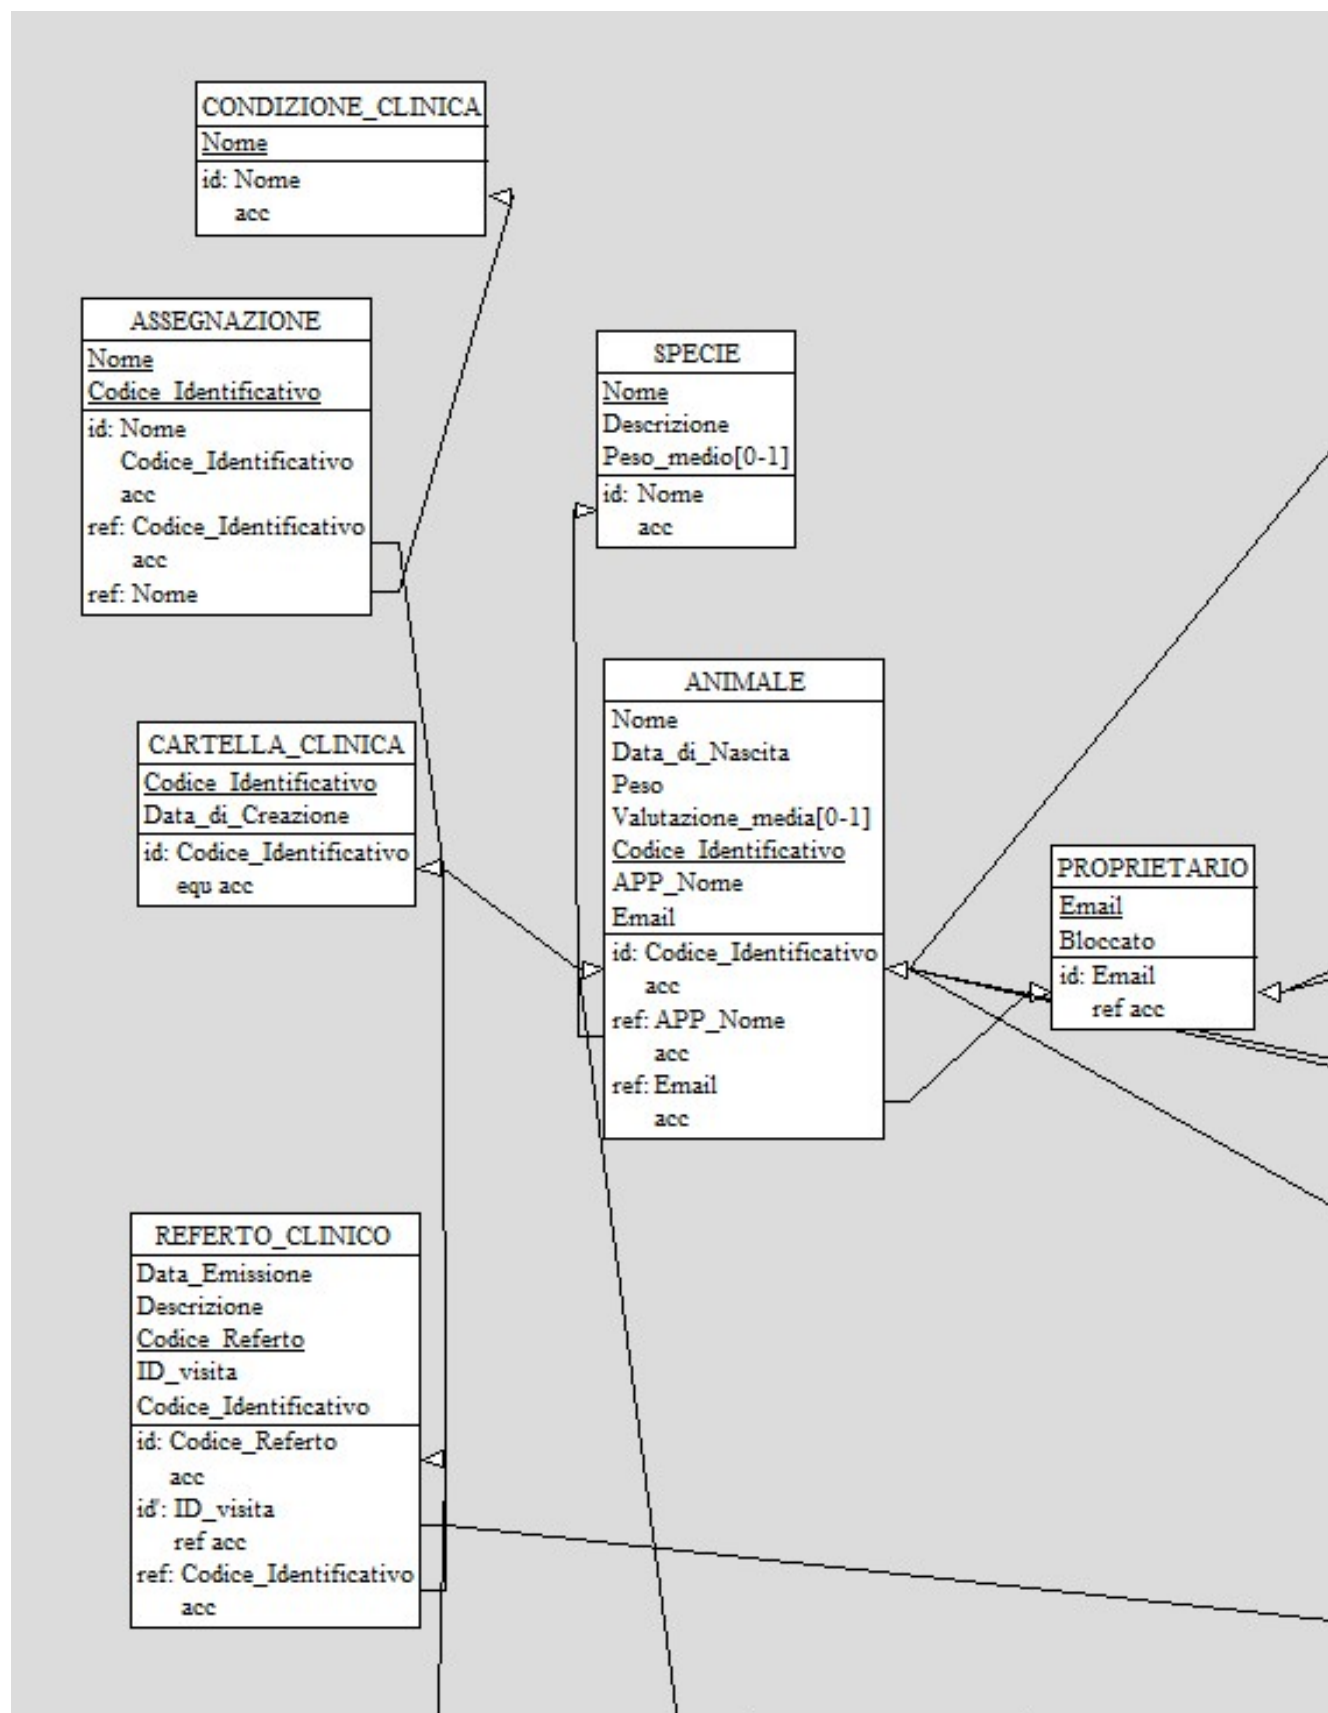 CONDIZIONE_CLINICA
Nome
id: Nome
acc
ASSEGNAZIONE
Nome
Codice_Identificativo
id: Nome
Codice_Identificativo
acc
ref: Codice_Identificativo
acc
ref: Nome
SPECIE
Nome
Descrizione
Peso_medio[0-1]
id: Nome
acc
CARTELLA_CLINICA
Codice_Identificativo
Data_di_Creazione
id: Codice_Identificativo
equ acc
ANIMALE
Nome
Data_di_Nascita
Peso
Valutazione_media[0-1]
Codice_Identificativo
APP_Nome
Email
id: Codice_Identificativo
acc
ref: APP_Nome
acc
ref: Email
acc
PROPRIETARIO
Email
Bloccato
id: Email
ref acc
REFERTO_CLINICO
Data_Emissione
Descrizione
Codice_Referto
ID_visita
Codice_Identificativo
id: Codice_Referto
acc
id': ID_visita
ref acc
ref: Codice_Identificativo
acc